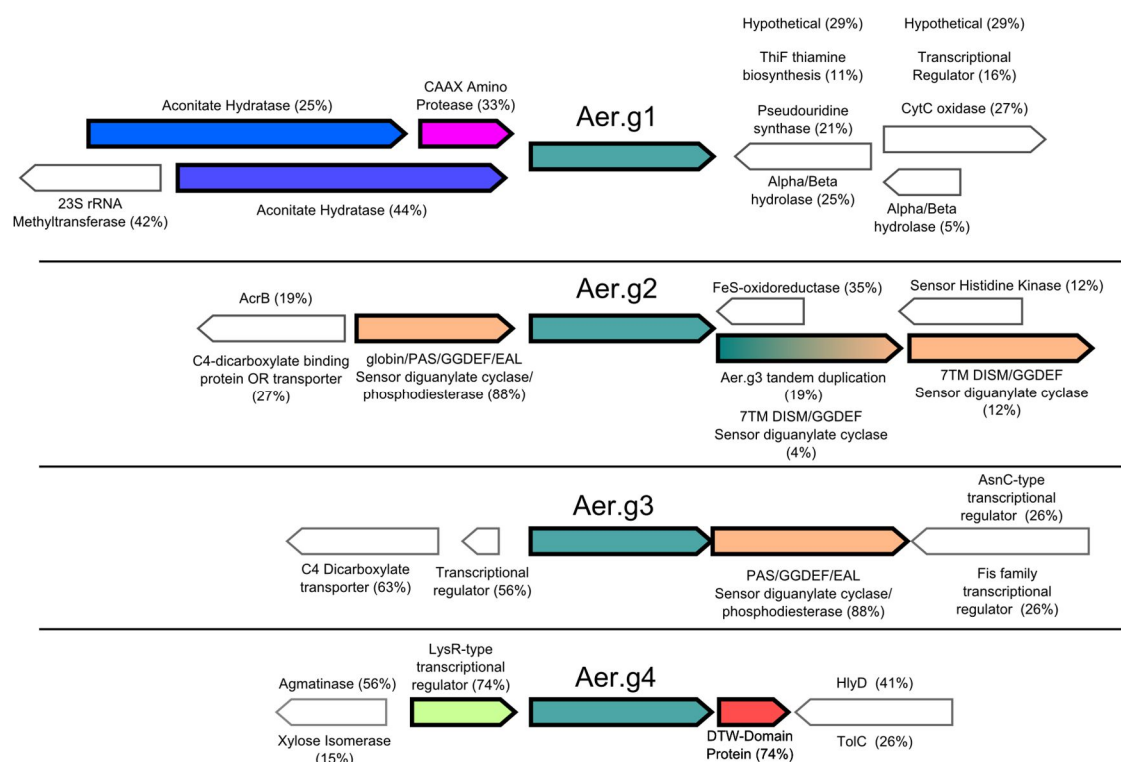 Hypothetical (29%)
Hypothetical (29%)
ThiF thiamine
biosynthesis (11%)
Transcriptional
Regulator (16%)
Aconitate Hydratase (25%)
CAAX Amino
Protease (33%)
Aer.g1
Pseudouridine
synthase (21%)
CytC oxidase (27%)
23S rRNA
Methyltransferase (42%)
Aconitate Hydratase (44%)
Alpha/Beta
hydrolase (25%)
Alpha/Beta
hydrolase (5%)
AcrB (19%)
Aer.g2
FeS-oxidoreductase (35%)
Sensor Histidine Kinase (12%)
C4-dicarboxylate binding
protein OR transporter
(27%)
globin/PAS/GGDEF/EAL
Sensor diguanylate cyclase/
phosphodiesterase (88%)
Aer.g3 tandem duplication
(19%)
7TM DISM/GGDEF
Sensor diguanylate cyclase
(4%)
7TM DISM/GGDEF
Sensor diguanylate cyclase
(12%)
Aer.g3
AsnC-type
transcriptional
regulator (26%)
C4 Dicarboxylate
transporter (63%)
Transcriptional
regulator (56%)
PAS/GGDEF/EAL
Sensor diguanylate cyclase/
phosphodiesterase (88%)
Fis family
transcriptional
regulator (26%)
Agmatinase (56%)
LysR-type
transcriptional
regulator (74%)
Aer.g4
HlyD (41%)
Xylose Isomerase
(15%)
DTW-Domain
Protein (74%)
TolC (26%)